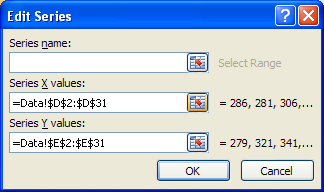 Edit Series
Series name:
Select Range
Series X values:
=Data!$D$2:$D$31 = 286, 281, 306,...
Series Y values:
=Data!$E$2:$E$31 = 279, 321, 341,...
OK Cancel